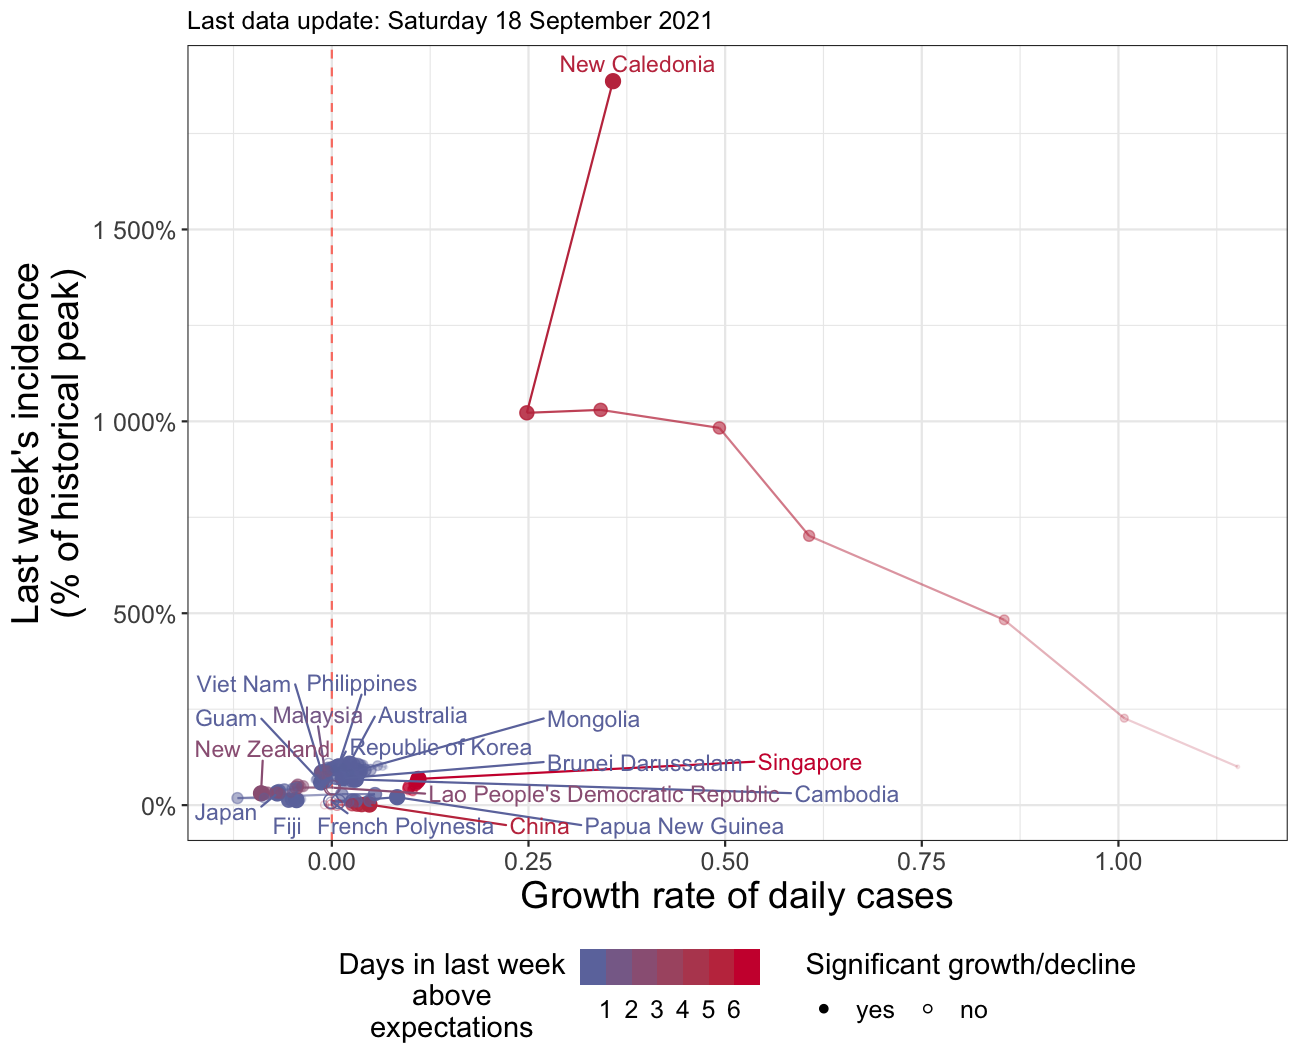 Last data update: Saturday 18 September 2021
New Caledonia
Last week's incidence
(% of historical peak)
1 500%
1 000%
500%
0%
Viet Nam
Philippines
Guam
Malaysia
Australia
Mongolia
New Zealand
Republic of Korea
Brunei Darussalam
Singapore
Lao People's Democratic Republic
Cambodia
Japan
Fiji
French Polynesia
China
Papua New Guinea
0.00
0.25
0.50
0.75
1.00
Growth rate of daily cases
Days in last week
above
expectations
1 2 3 4 5 6
Significant growth/decline
yes
no